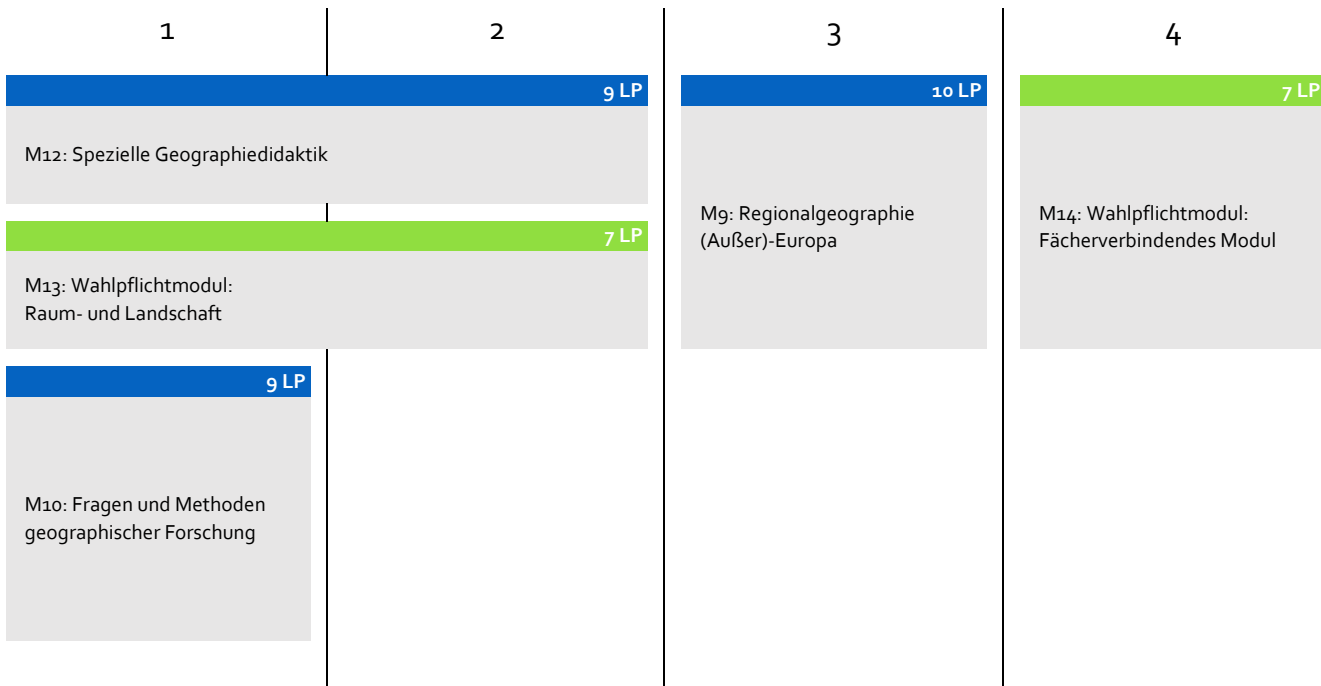 1
2
3
4
9 LP
M12: Spezielle Geographiedidaktik
7 LP
M13: Wahlpflichtmodul:
Raum- und Landschaft
9 LP
M10: Fragen und Methoden
geographischer Forschung
10 LP
M9: Regionalgeographie
(Außer)-Europa
7 LP
M14: Wahlpflichtmodul:
Fächerverbindendes Modul